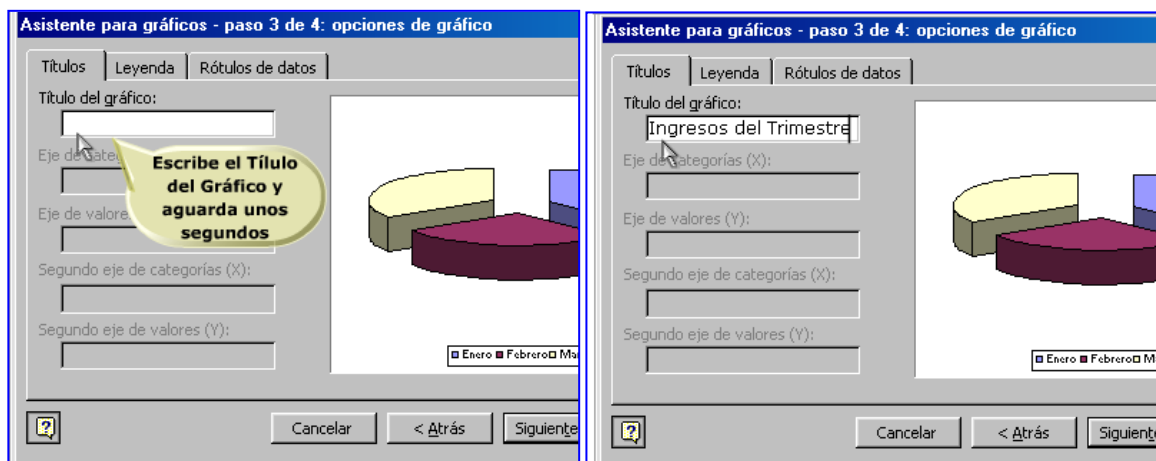 Asistente para gráficos - paso 3 de 4: opciones de gráfico
Títulos Leyenda Rótulos de datos
Título del gráfico:
Escribe el Tílulo
del Gráfico y
aguarda unos
segundos
Eje de
Eje de valores
Segundo eje de categorías (X):
Segundo eje de valores (Y):
Enero Febrero
Cancelar < Atrás Siguiente
Asistente para gráficos - paso 3 de 4: opciones de gráfico
Títulos Leyenda Rótulos de datos
Título del gráfico:
Ingresos del Trimestre
Eje de categorías (X):
Eje de valores (Y):
Segundo eje de categorías (X):
Segundo eje de valores (Y):
Enero Febrero
Cancelar < Atrás